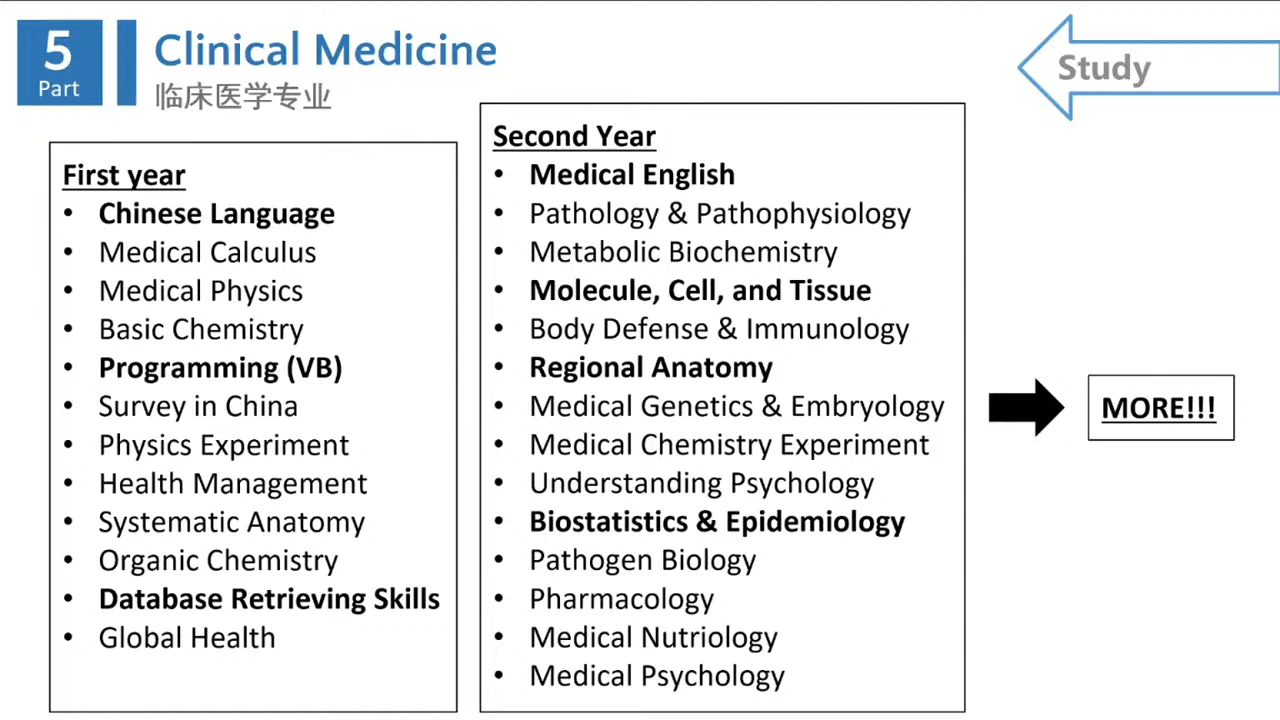 5
Part
Clinical Medicine
临床医学专业
Study
First year
• Chinese Language
• Medical Calculus
• Medical Physics
• Basic Chemistry
• Programming (VB)
• Survey in China
• Physics Experiment
• Health Management
• Systematic Anatomy
• Organic Chemistry
• Database Retrieving Skills
• Global Health
Second Year
• Medical English
• Pathology & Pathophysiology
• Metabolic Biochemistry
• Molecule, Cell, and Tissue
• Body Defense & Immunology
• Regional Anatomy
• Medical Genetics & Embryology
• Medical Chemistry Experiment
• Understanding Psychology
• Biostatistics & Epidemiology
• Pathogen Biology
• Pharmacology
• Medical Nutriology
• Medical Psychology
MORE!!!